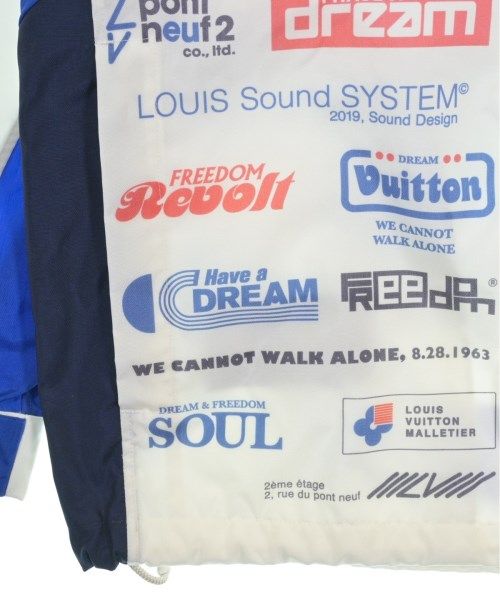 pont
neuf2
co., ltd.
dream
LOUIS Sound SYSTEM©
2019, Sound Design
FREEDOM
Revolt
DREAM
Vuitton
WE CANNOT
WALK ALONE
Have a
DREAM
FREEdom®
WE CANNOT WALK ALONE, 8.28.1963
DREAM & FREEDOM
SOUL
LOUIS
VUITTON
MALLETIER
2ème étage
2, rue du pont neuf
LV